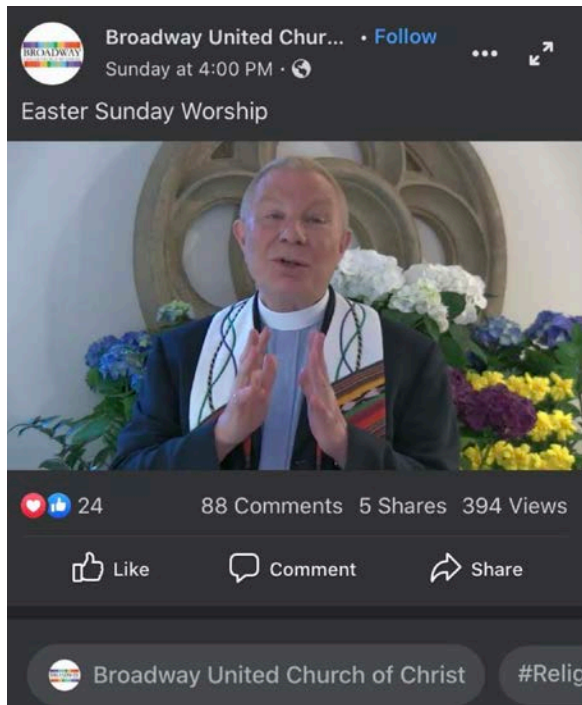 BROADWAY
Broadway United Chur... • Follow
Sunday at 4:00 PM ·
Easter Sunday Worship
24
88 Comments 5 Shares 394 Views
Like
Comment
Share
Broadway United Church of Christ
#Relig